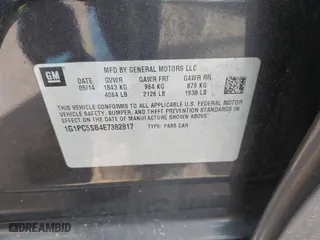 GM
MFD BY GENERAL MOTORS LLC
DATE GVWR GAWR FRT GAWR RR
09/14 1843 KG 964 KG 879 KG
4064 LB 2126 LB 1938 LB
THIS VEHICLE CONFORMS TO ALL APPLICABLE U.S. FEDERAL MOTOR
VEHICLE SAFETY, BUMPER, AND THEFT PREVENTION STANDARDS IN
EFFECT ON THE DATE OF MANUFACTURE SHOWN ABOVE.
1G1PC5SB4E7382817 TYPE: PASS CAR
DREAMBID